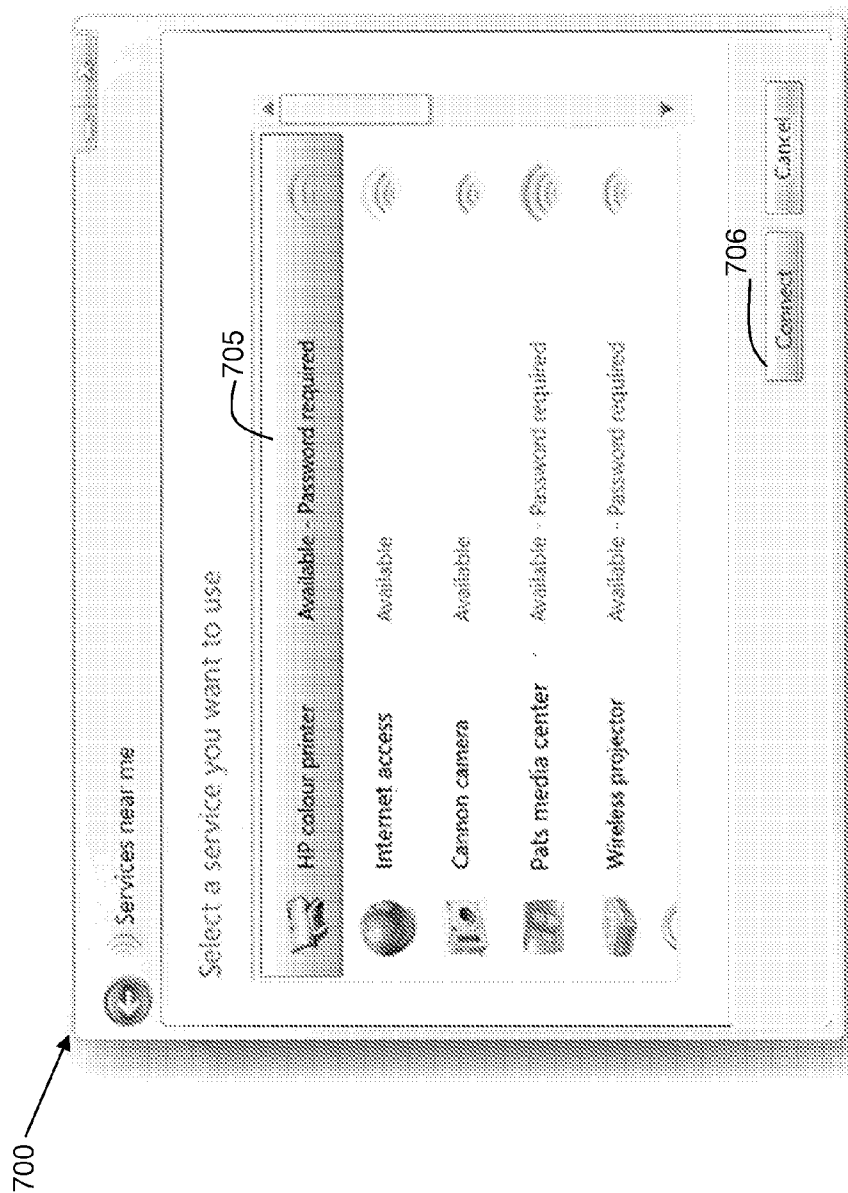 700
Services near me
Select a service you want to use
705
HP colour printer Available - Password required
Internet access Available
Cannon camera Available
Pats media center Available - Password required
Wireless projector Available - Password required
706
Connect Cancel